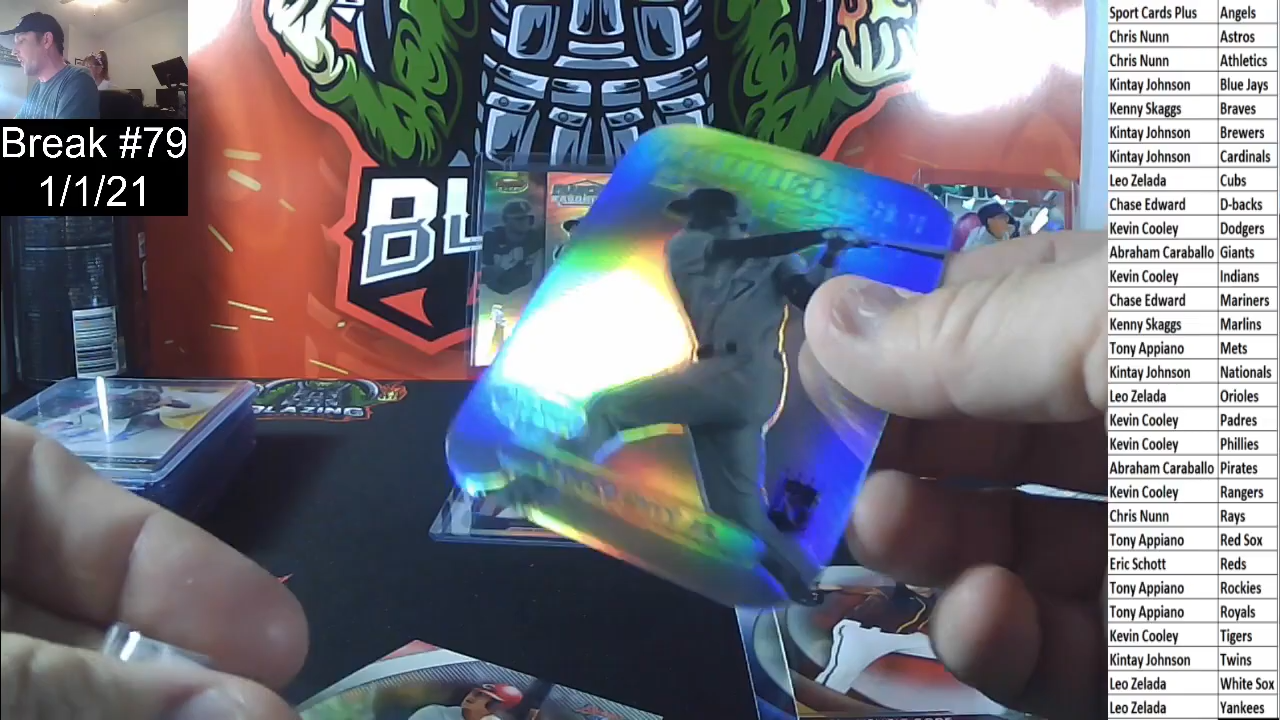 Break #79
1/1/21
BL
BLAZING
Sport Cards Plus Angels
Chris Nunn Astros
Chris Nunn Athletics
Kintay Johnson Blue Jays
Kenny Skaggs Braves
Kintay Johnson Brewers
Kintay Johnson Cardinals
Leo Zelada Cubs
Chase Edward D-backs
Kevin Cooley Dodgers
Abraham Caraballo Giants
Kevin Cooley Indians
Chase Edward Mariners
Kenny Skaggs Marlins
Tony Appiano Mets
Kintay Johnson Nationals
Leo Zelada Orioles
Kevin Cooley Padres
Kevin Cooley Phillies
Abraham Caraballo Pirates
Kevin Cooley Rangers
Chris Nunn Rays
Tony Appiano Red Sox
Eric Schott Reds
Tony Appiano Rockies
Tony Appiano Royals
Kevin Cooley Tigers
Kintay Johnson Twins
Leo Zelada White Sox
Leo Zelada Yankees